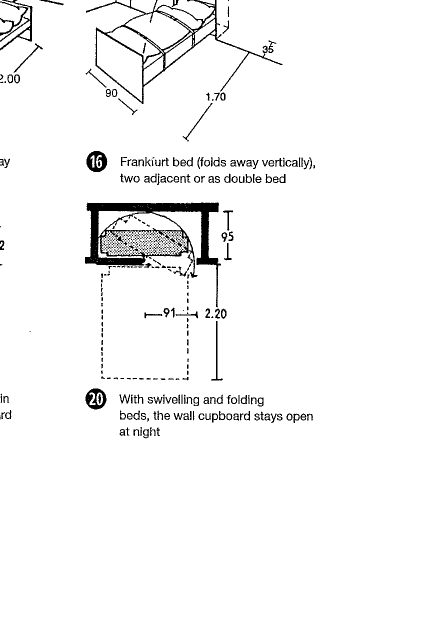 2.00
90
1.70
35
ay
16 Frankfurt bed (folds away vertically),
two adjacent or as double bed
2
95
91
2.20
in
rd
20 With swivelling and folding
beds, the wall cupboard stays open
at night